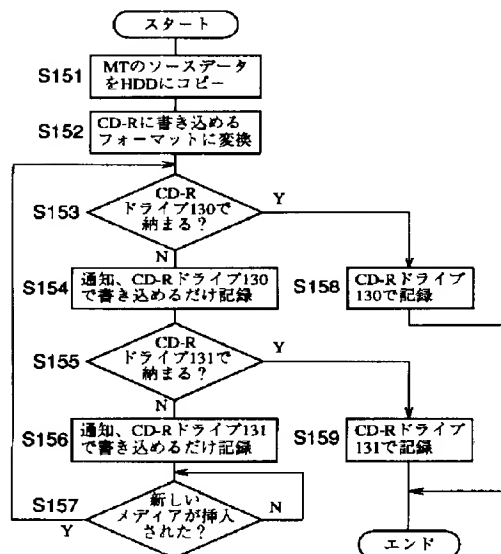 スタート
S151
MTのソースデータ
をHDDにコピー
S152
CD-Rに書き込める
フォーマットに変換
S153
CD-R
ドライブ130で
納まる?
Y
N
S154
通知、CD-Rドライブ130
で書き込めるだけ記録
S158
CD-Rドライブ
130で記録
S155
CD-R
ドライブ131で
納まる?
Y
N
S156
通知、CD-Rドライブ131
で書き込めるだけ記録
S159
CD-Rドライブ
131で記録
S157
新しい
メディアが挿入
された?
N
Y
エンド